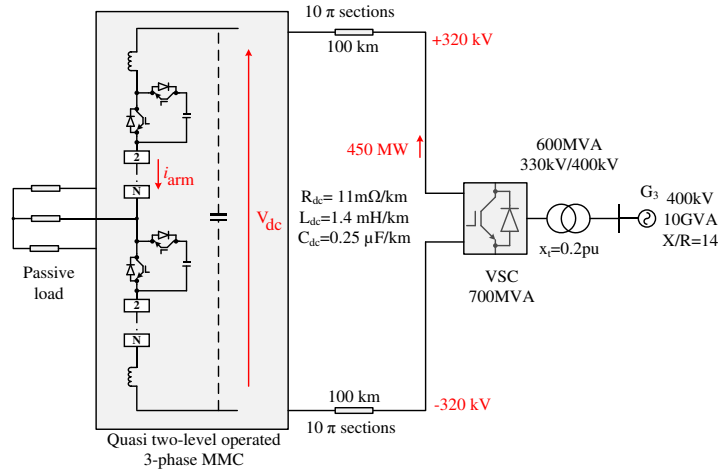 10 π sections
100 km
+320 kV
2
N
i_arm
V_dc
450 MW
R_dc= 11mΩ/km
L_dc=1.4 mH/km
C_dc=0.25 µF/km
600MVA
330kV/400kV
G_3
400kV
10GVA
X/R=14
x_t=0.2pu
VSC
700MVA
Passive
load
2
N
100 km
10 π sections
-320 kV
Quasi two-level operated
3-phase MMC